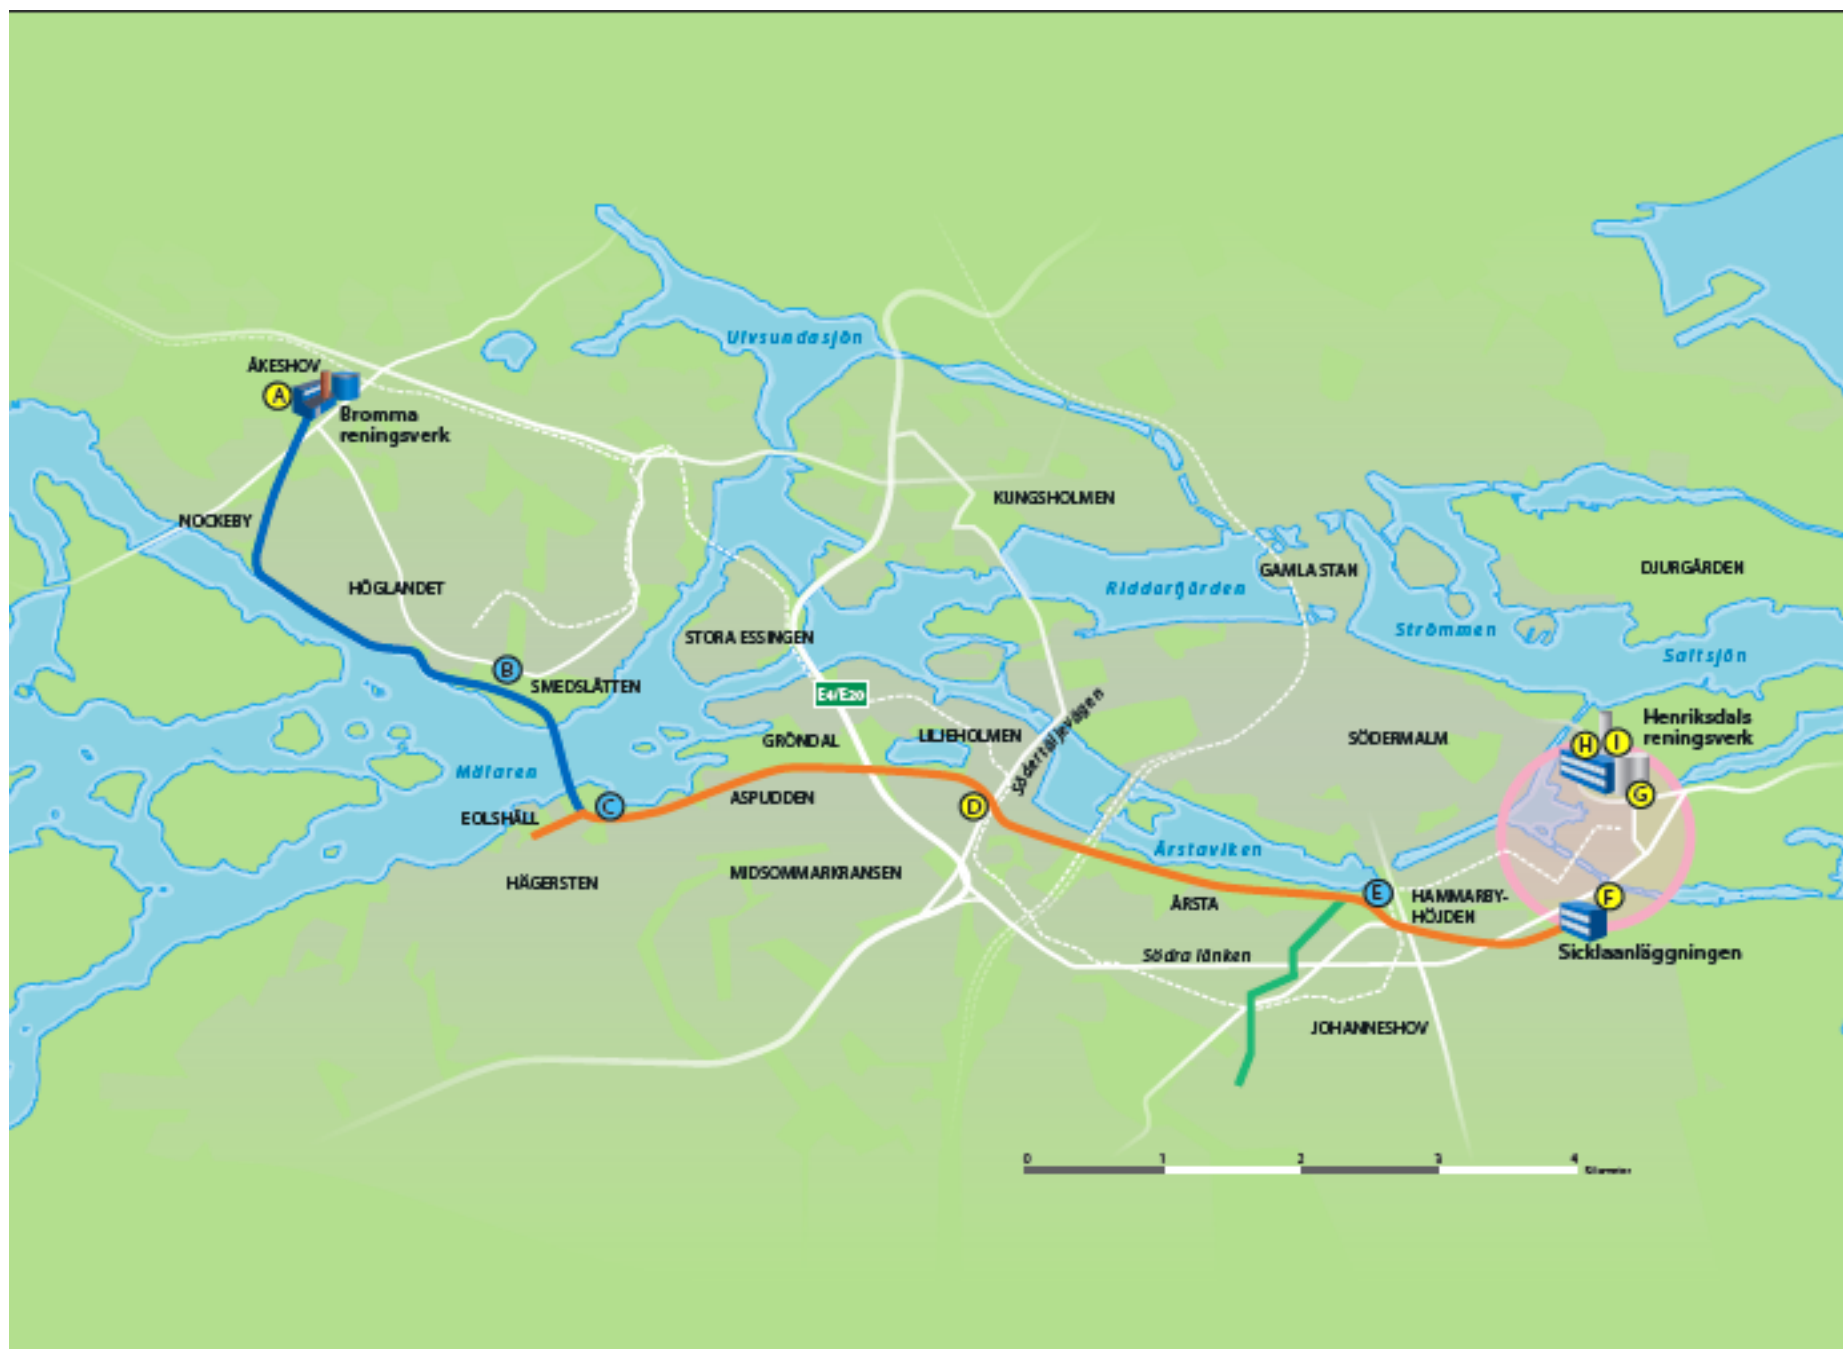 Ulvsundasjön
ÅKESHOV
A
Bromma
reningsverk
KUNGSHOLMEN
NOCKEBY
GAMLA STAN
DJURGÅRDEN
HÖGLANDET
Riddarfjärden
Strömmen
STORA ESSINGEN
Saltsjön
B
SMEDSLÄTTEN
E4/E20
Södertäljevägen
Henriksdals
reningsverk
GRÖNDAL
LILJEHOLMEN
SÖDERMALM
H
I
Mälaren
G
ASPUDDEN
C
D
EOLSHÄLL
Årstaviken
MIDSOMMARKRANSEN
HÄGERSTEN
E
F
ÅRSTA
HAMMARBY-
HÖJDEN
Södra länken
Sicklaanläggningen
JOHANNESHOV
0 1 2 3 4